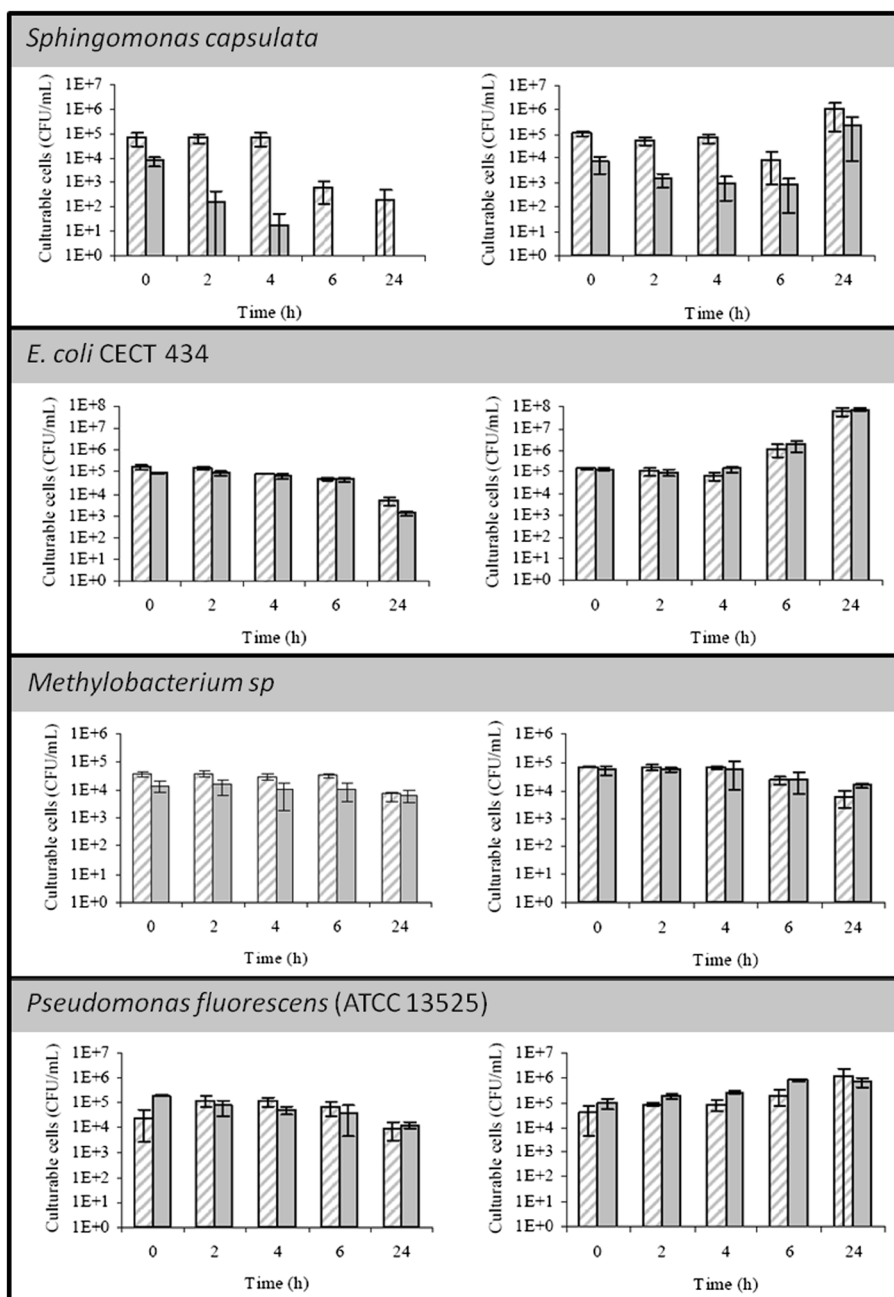 Sphingomonas capsulata
Culturable cells (CFU/mL)
1E+7
1E+6
1E+5
1E+4
1E+3
1E+2
1E+1
1E+0
0 2 4 6 24
Time (h)
Culturable cells (CFU/mL)
1E+7
1E+6
1E+5
1E+4
1E+3
1E+2
1E+1
1E+0
0 2 4 6 24
Time (h)
E. coli CECT 434
Culturable cells (CFU/mL)
1E+8
1E+7
1E+6
1E+5
1E+4
1E+3
1E+2
1E+1
1E+0
0 2 4 6 24
Time (h)
Culturable cells (CFU/mL)
1E+8
1E+7
1E+6
1E+5
1E+4
1E+3
1E+2
1E+1
1E+0
0 2 4 6 24
Time (h)
Methylobacterium sp
Culturable cells (CFU/mL)
1E+6
1E+5
1E+4
1E+3
1E+2
1E+1
1E+0
0 2 4 6 24
Time (h)
Culturable cells (CFU/mL)
1E+6
1E+5
1E+4
1E+3
1E+2
1E+1
1E+0
0 2 4 6 24
Time (h)
Pseudomonas fluorescens (ATCC 13525)
Culturable cells (CFU/mL)
1E+7
1E+6
1E+5
1E+4
1E+3
1E+2
1E+1
1E+0
0 2 4 6 24
Time (h)
Culturable cells (CFU/mL)
1E+7
1E+6
1E+5
1E+4
1E+3
1E+2
1E+1
1E+0
0 2 4 6 24
Time (h)